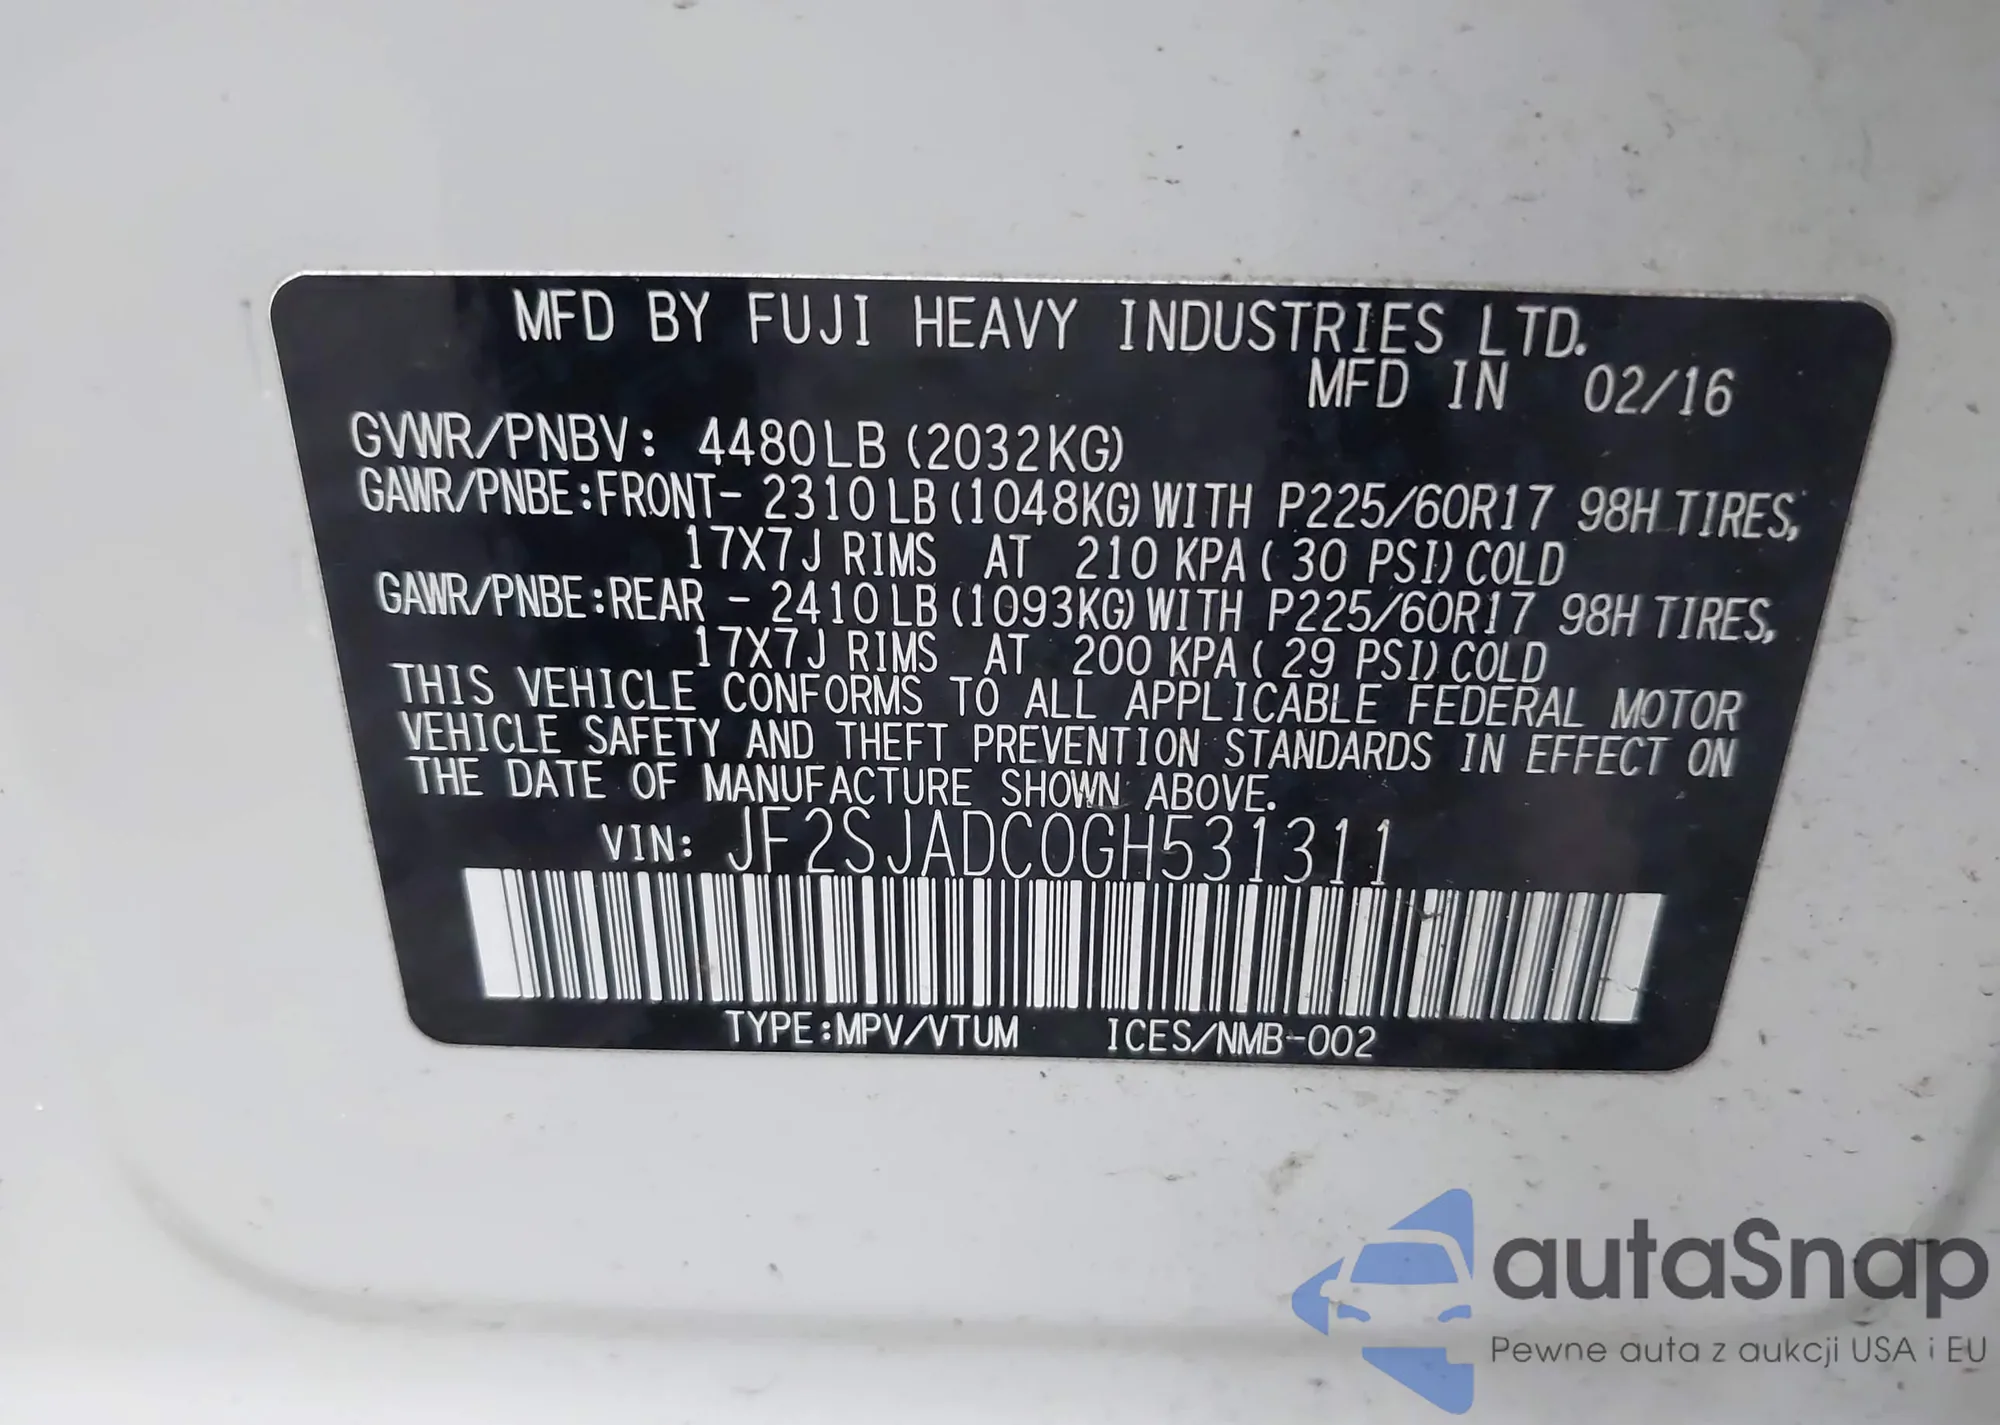 MFD BY FUJI HEAVY INDUSTRIES LTD.
MFD IN 02/16
GVWR/PNBV: 4480LB (2032KG)
GAWR/PNBE:FRONT- 2310LB (1048KG) WITH P225/60R17 98H TIRES,
17X7J RIMS AT 210 KPA ( 30 PSI) COLD
GAWR/PNBE:REAR - 2410LB (1093KG) WITH P225/60R17 98H TIRES,
17X7J RIMS AT 200 KPA ( 29 PSI) COLD
THIS VEHICLE CONFORMS TO ALL APPLICABLE FEDERAL MOTOR
VEHICLE SAFETY AND THEFT PREVENTION STANDARDS IN EFFECT ON
THE DATE OF MANUFACTURE SHOWN ABOVE.
VIN: JF2SJADC0GH531311
TYPE:MPV/VTUM ICES/NMB-002
autaSnap
Pewne auta z aukcji USA i EU